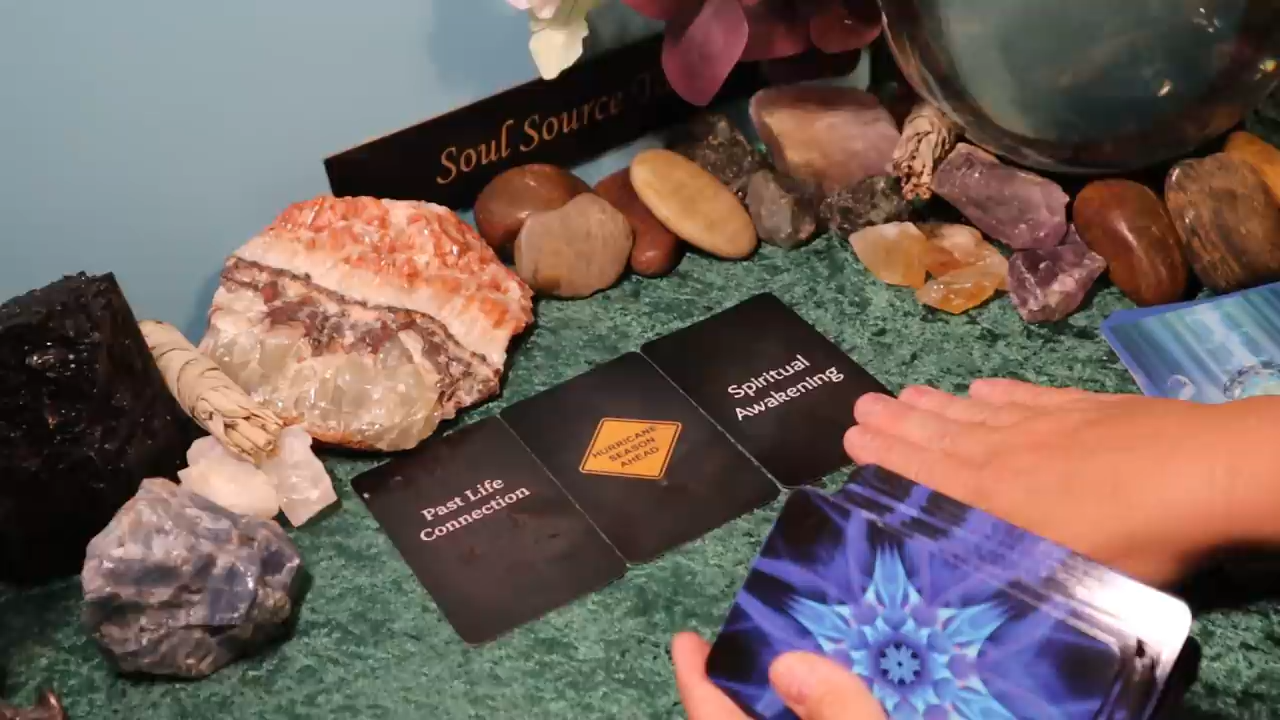 Soul Source
Past Life
Connection
HURRICANE
SEASON
AHEAD
Spiritual
Awakening